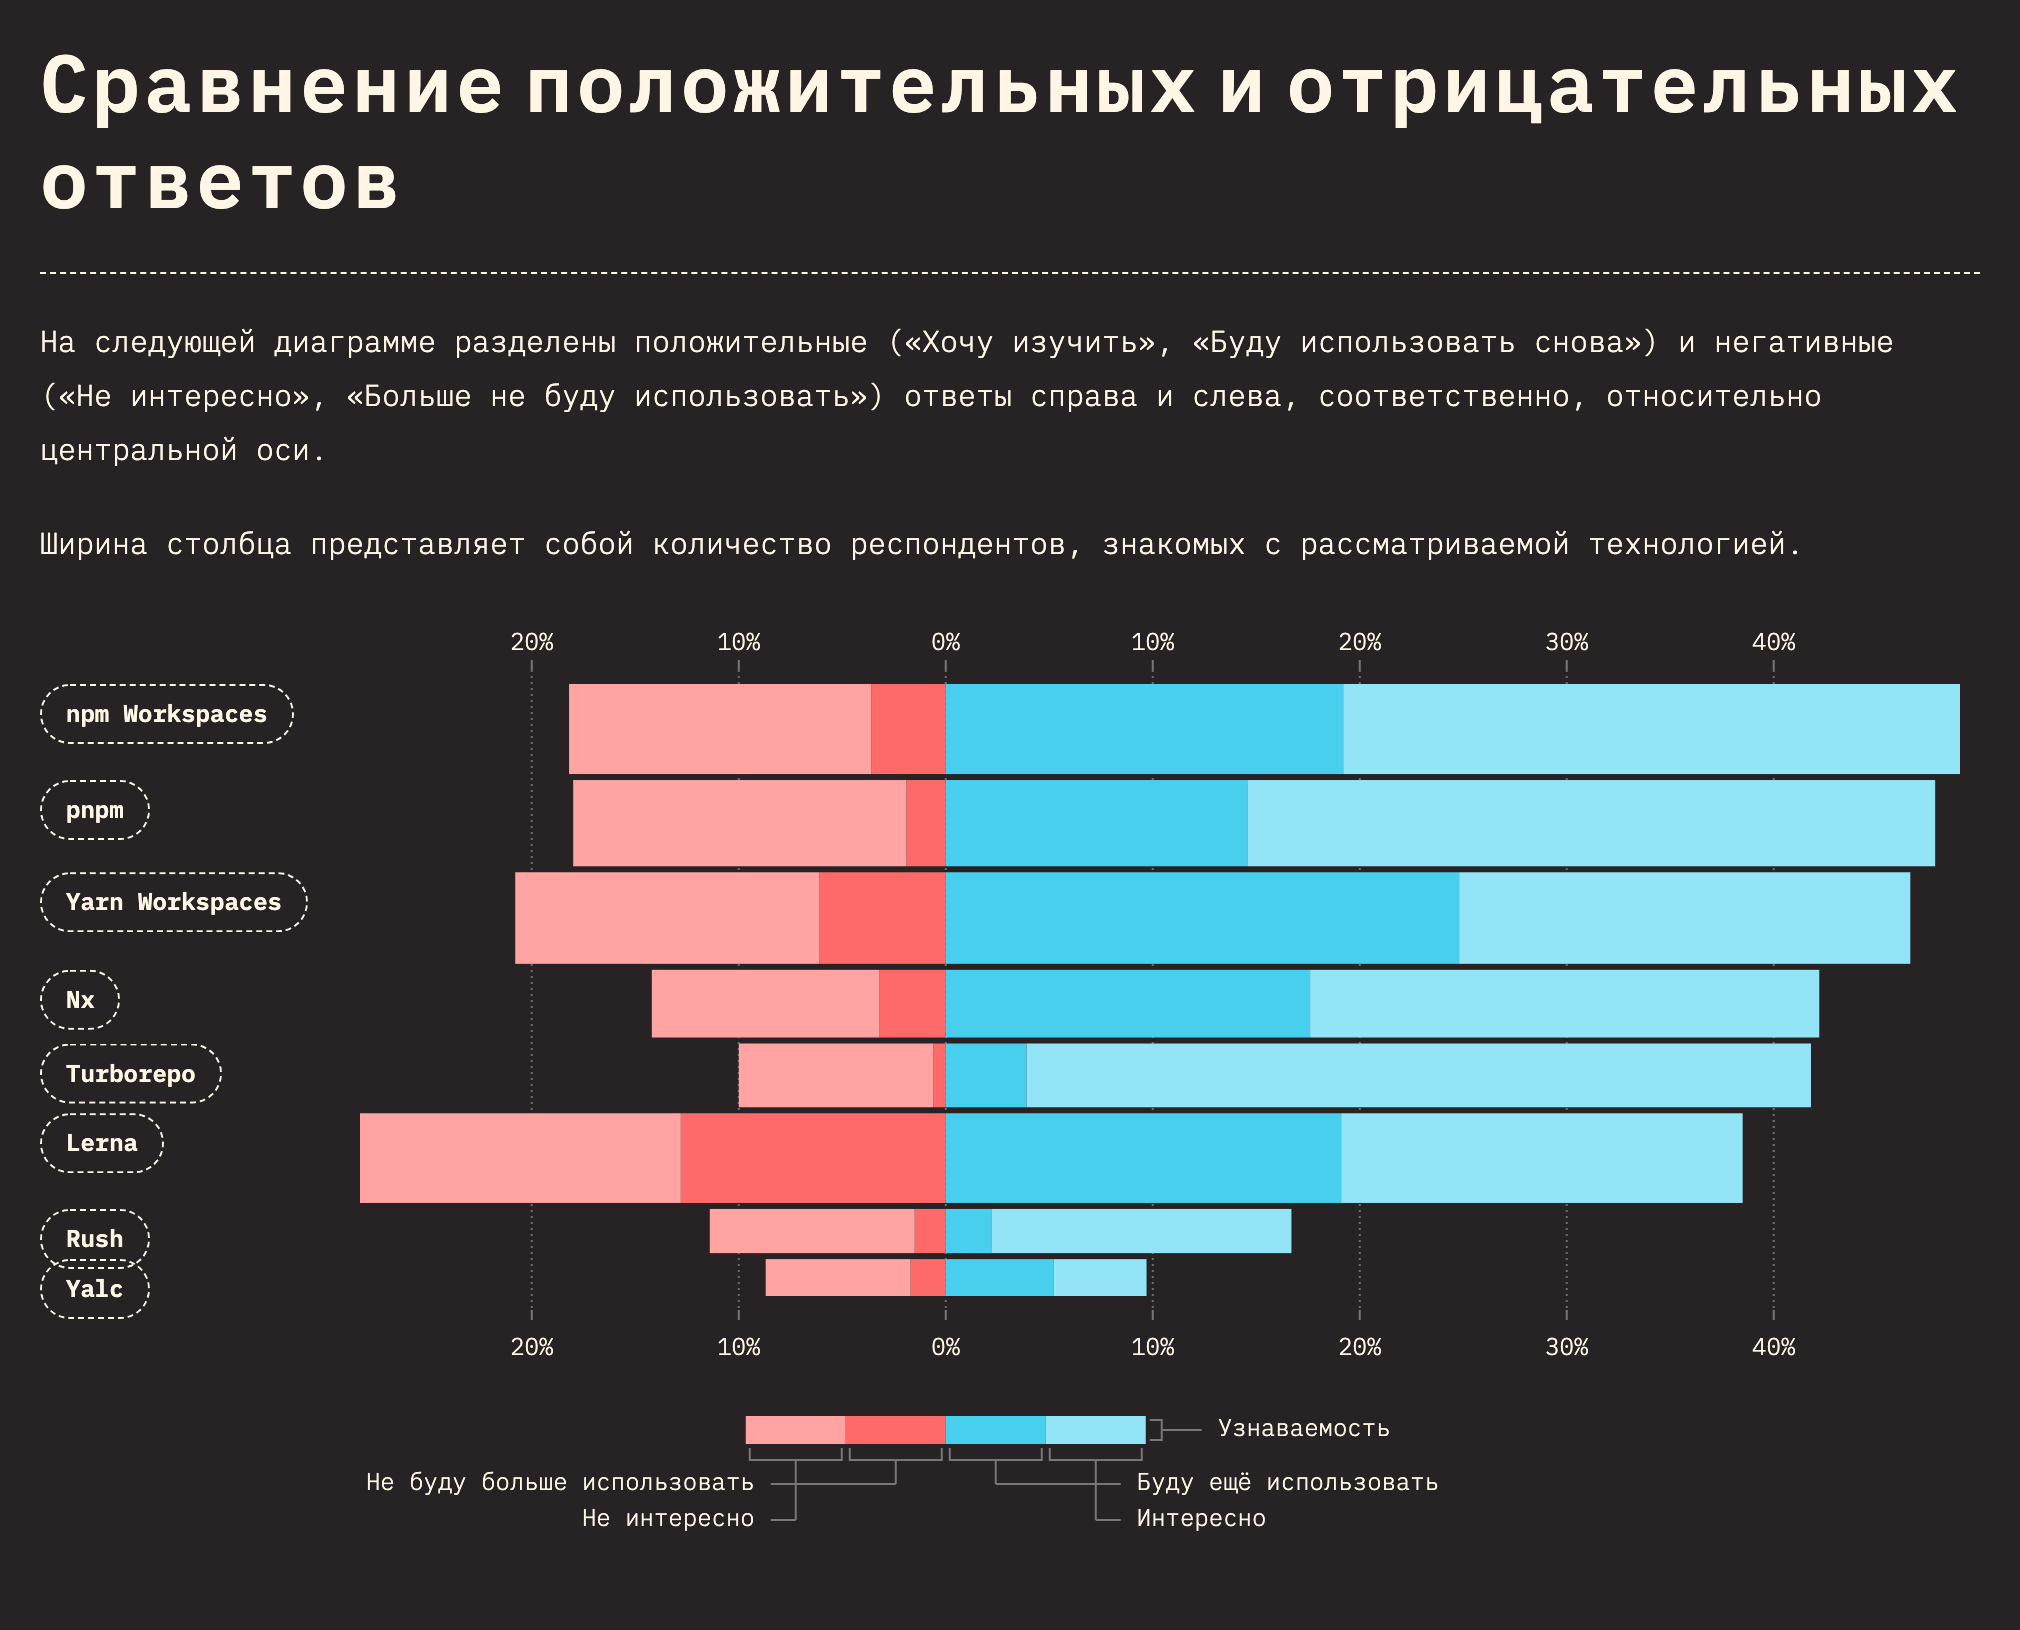 Сравнение положительных и отрицательных
ответов
На следующей диаграмме разделены положительные («Хочу изучить», «Буду использовать снова») и негативные
(«Не интересно», «Больше не буду использовать») ответы справа и слева, соответственно, относительно
центральной оси.
Ширина столбца представляет собой количество респондентов, знакомых с рассматриваемой технологией.
20% 10% 0% 10% 20% 30% 40%
npm Workspaces
pnpm
Yarn Workspaces
Nx
Turborepo
Lerna
Rush
Yalc
20% 10% 0% 10% 20% 30% 40%
Узнаваемость
Не буду больше использовать Буду ещё использовать
Не интересно Интересно